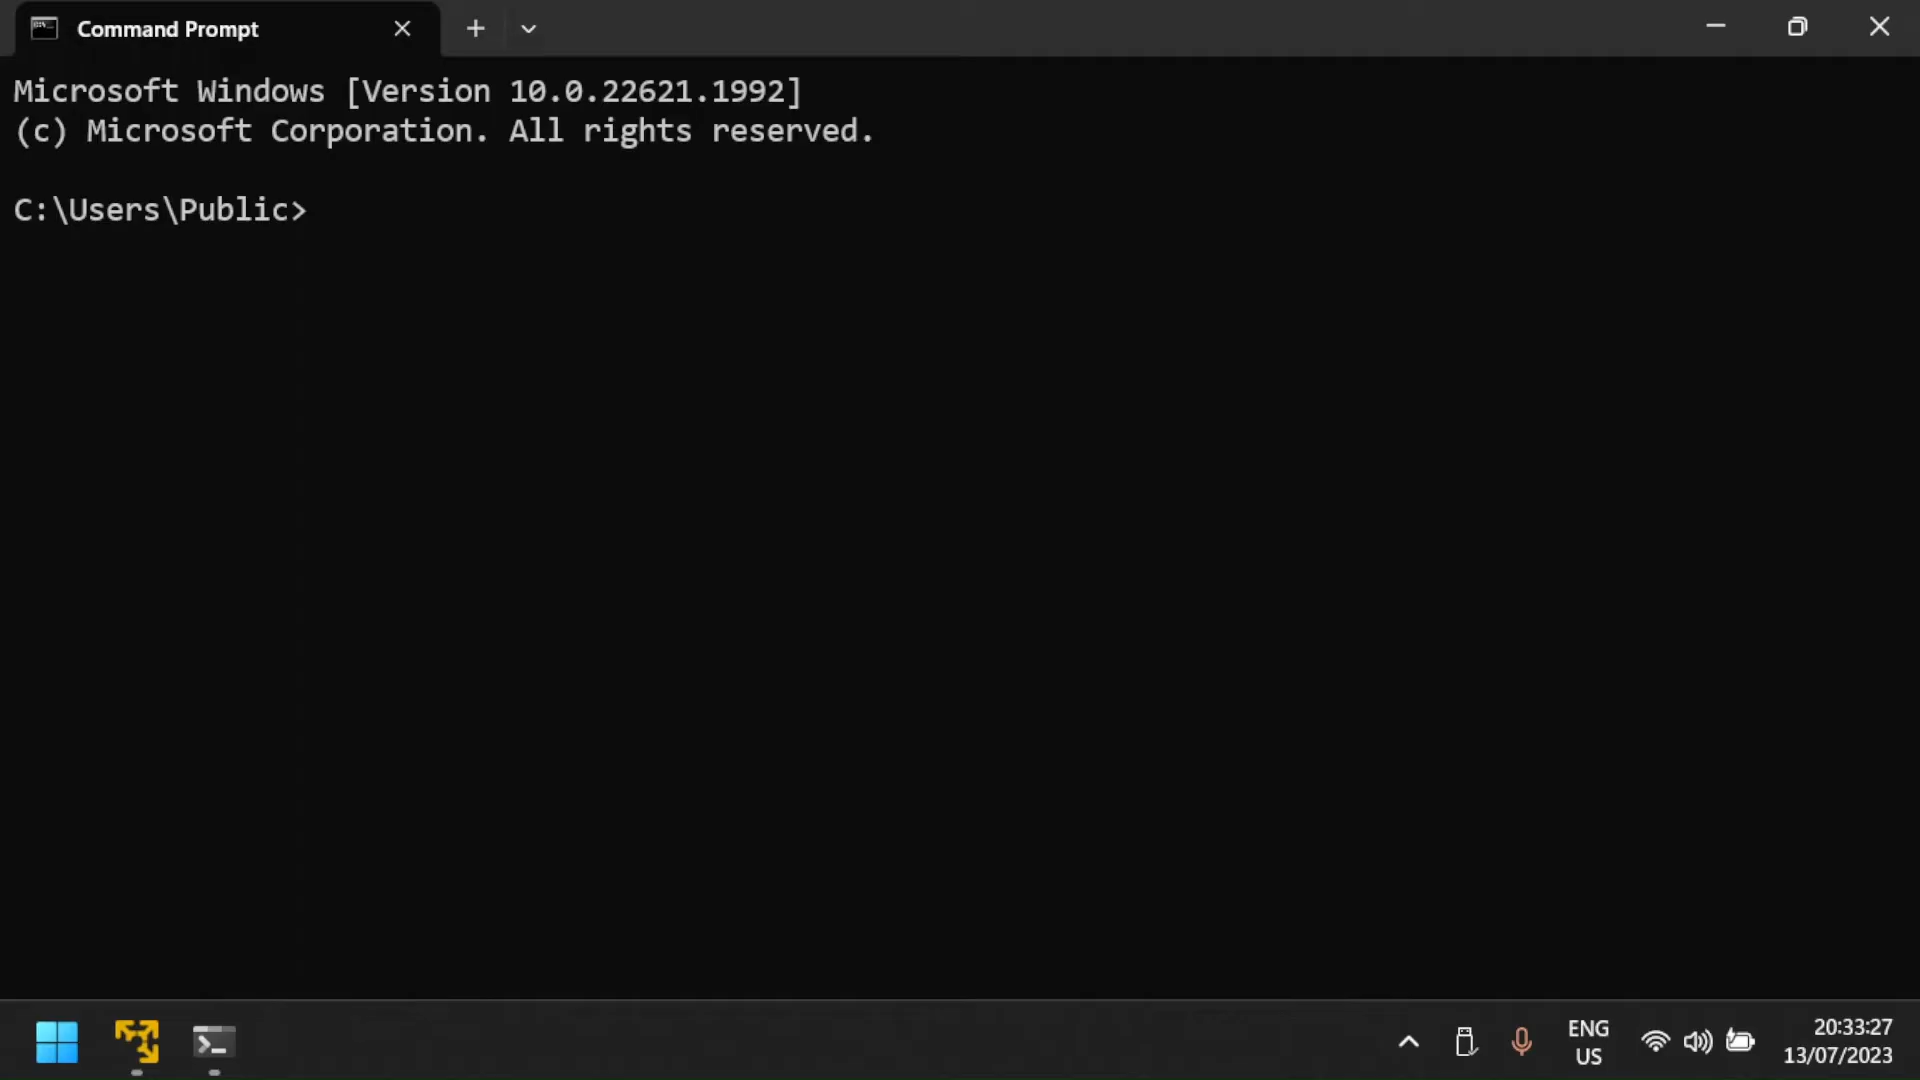 Command Prompt
Microsoft Windows [Version 10.0.22621.1992]
(c) Microsoft Corporation. All rights reserved.
C:\Users\Public>
ENG
US
20:33:27
13/07/2023